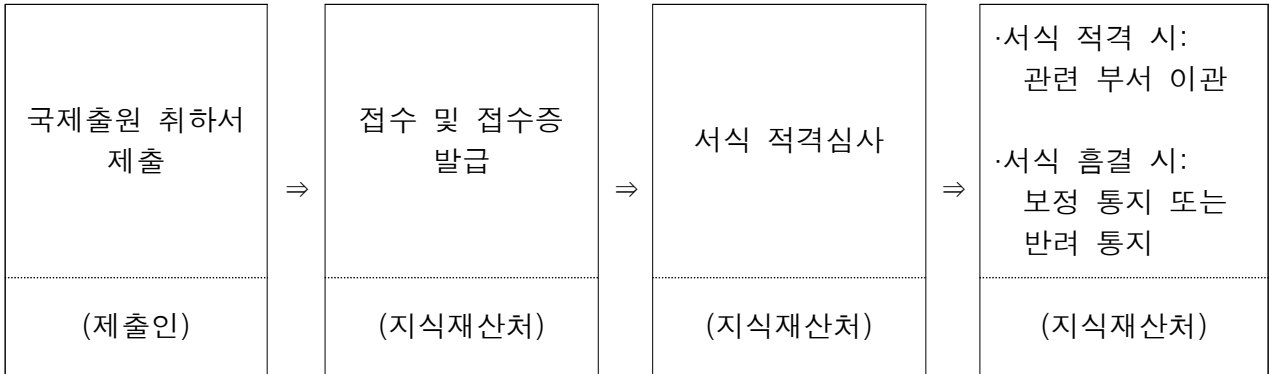 국제출원 취하서
제출
(제출인)
⇒
접수 및 접수증
발급
(지식재산처)
⇒
서식 적격심사
(지식재산처)
⇒
·서식 적격 시:
관련 부서 이관
·서식 흠결 시:
보정 통지 또는
반려 통지
(지식재산처)